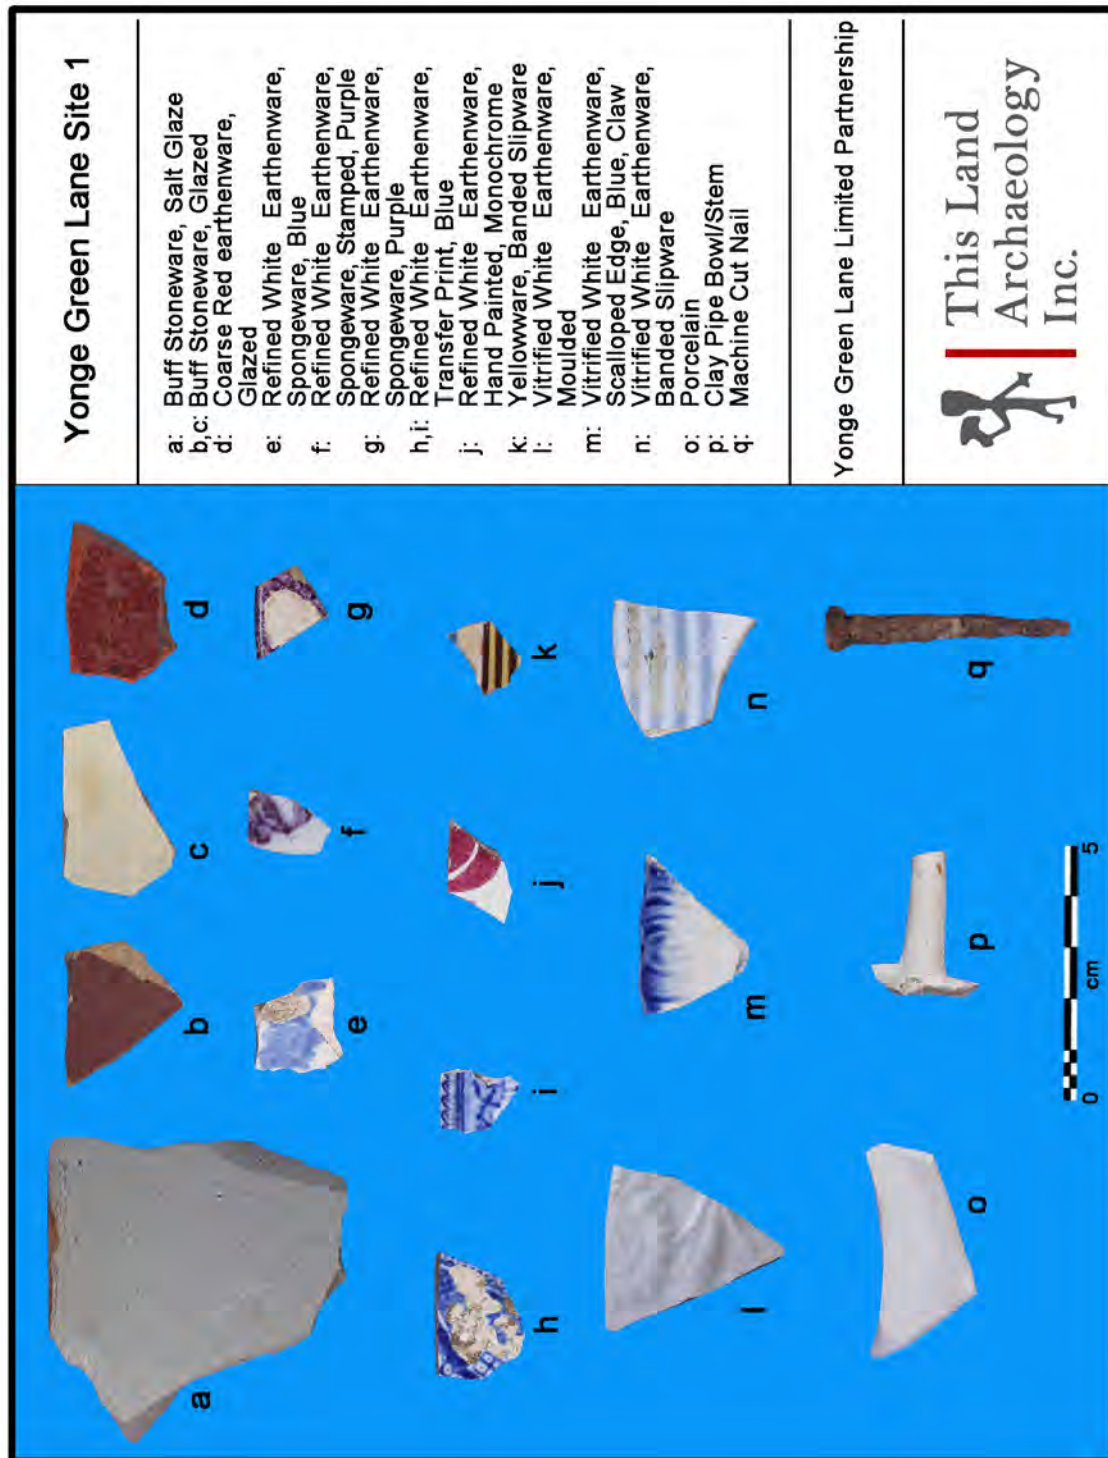 Yonge Green Lane Site 1
a: Buff Stoneware, Salt Glaze
b,c: Buff Stoneware, Glazed
d: Coarse Red earthenware,
Glazed
e: Refined White Earthenware,
Spongeware, Blue
f: Refined White Earthenware,
Spongeware, Stamped, Purple
g: Refined White Earthenware,
Spongeware, Purple
h,i: Refined White Earthenware,
Transfer Print, Blue
j: Refined White Earthenware,
Hand Painted, Monochrome
k: Yellowware, Banded Slipware
l: Vitrified White Earthenware,
Moulded
m: Vitrified White Earthenware,
Scalloped Edge, Blue, Claw
n: Vitrified White Earthenware,
Banded Slipware
o: Porcelain
p: Clay Pipe Bowl/Stem
q: Machine Cut Nail
Yonge Green Lane Limited Partnership
This Land
Archaeology
Inc.
a
b
c
d
e
f
g
h
i
j
k
l
m
n
o
p
q
0 cm 5